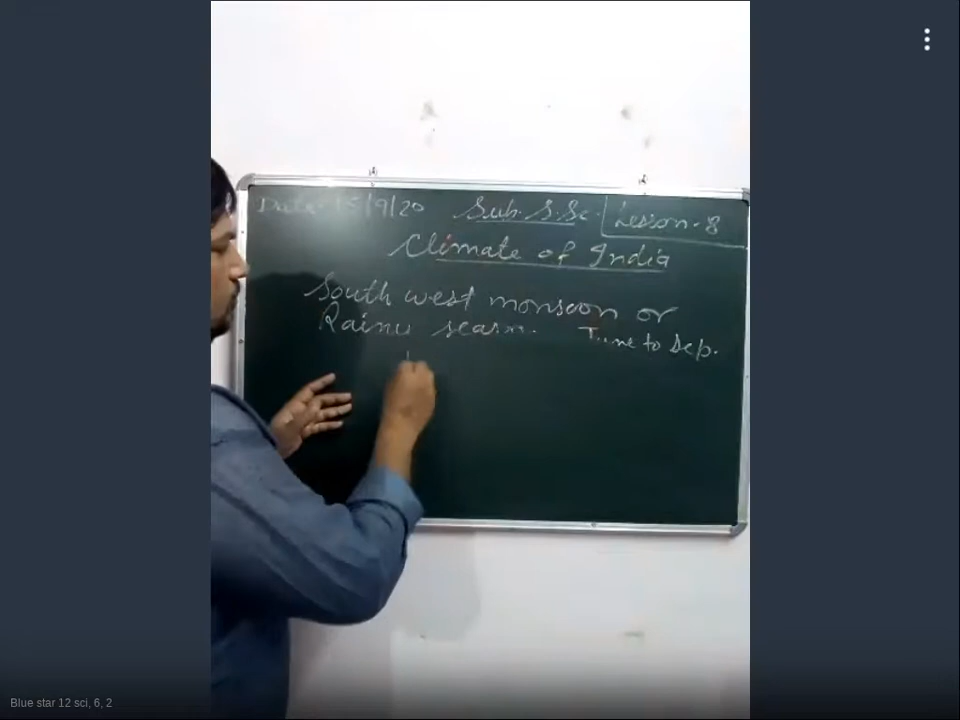 Date 15/9/20 Sub. S.Sc. Lesson-8
Climate of India
South west monsoon or
Rainy season. June to Sep.
Blue star 12 sci, 6, 2